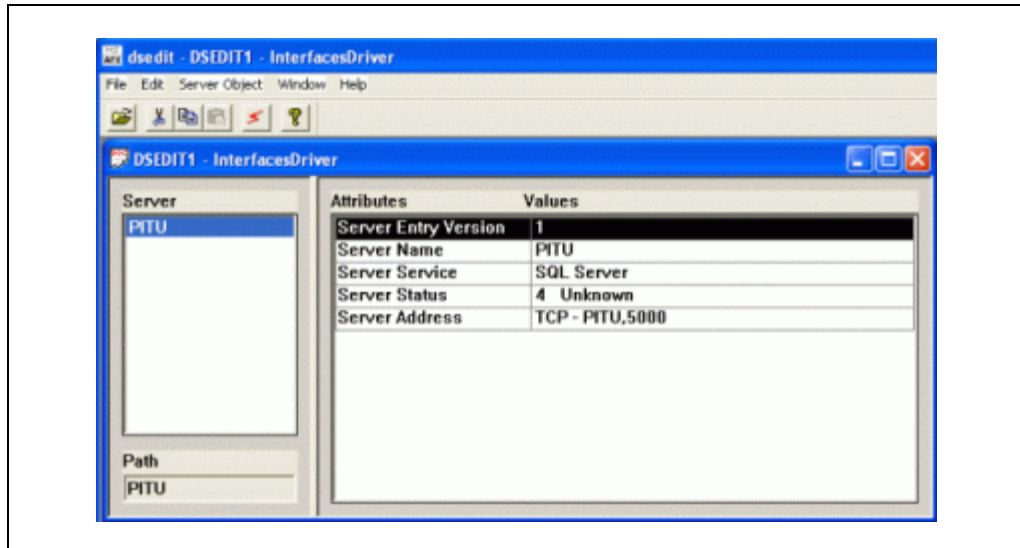 dsedit - DSEDIT1 - InterfacesDriver
File Edit Server Object Window Help
DSEDIT1 - InterfacesDriver
Server
PITU
Attributes Values
Server Entry Version 1
Server Name PITU
Server Service SQL Server
Server Status 4 Unknown
Server Address TCP - PITU,5000
Path
PITU